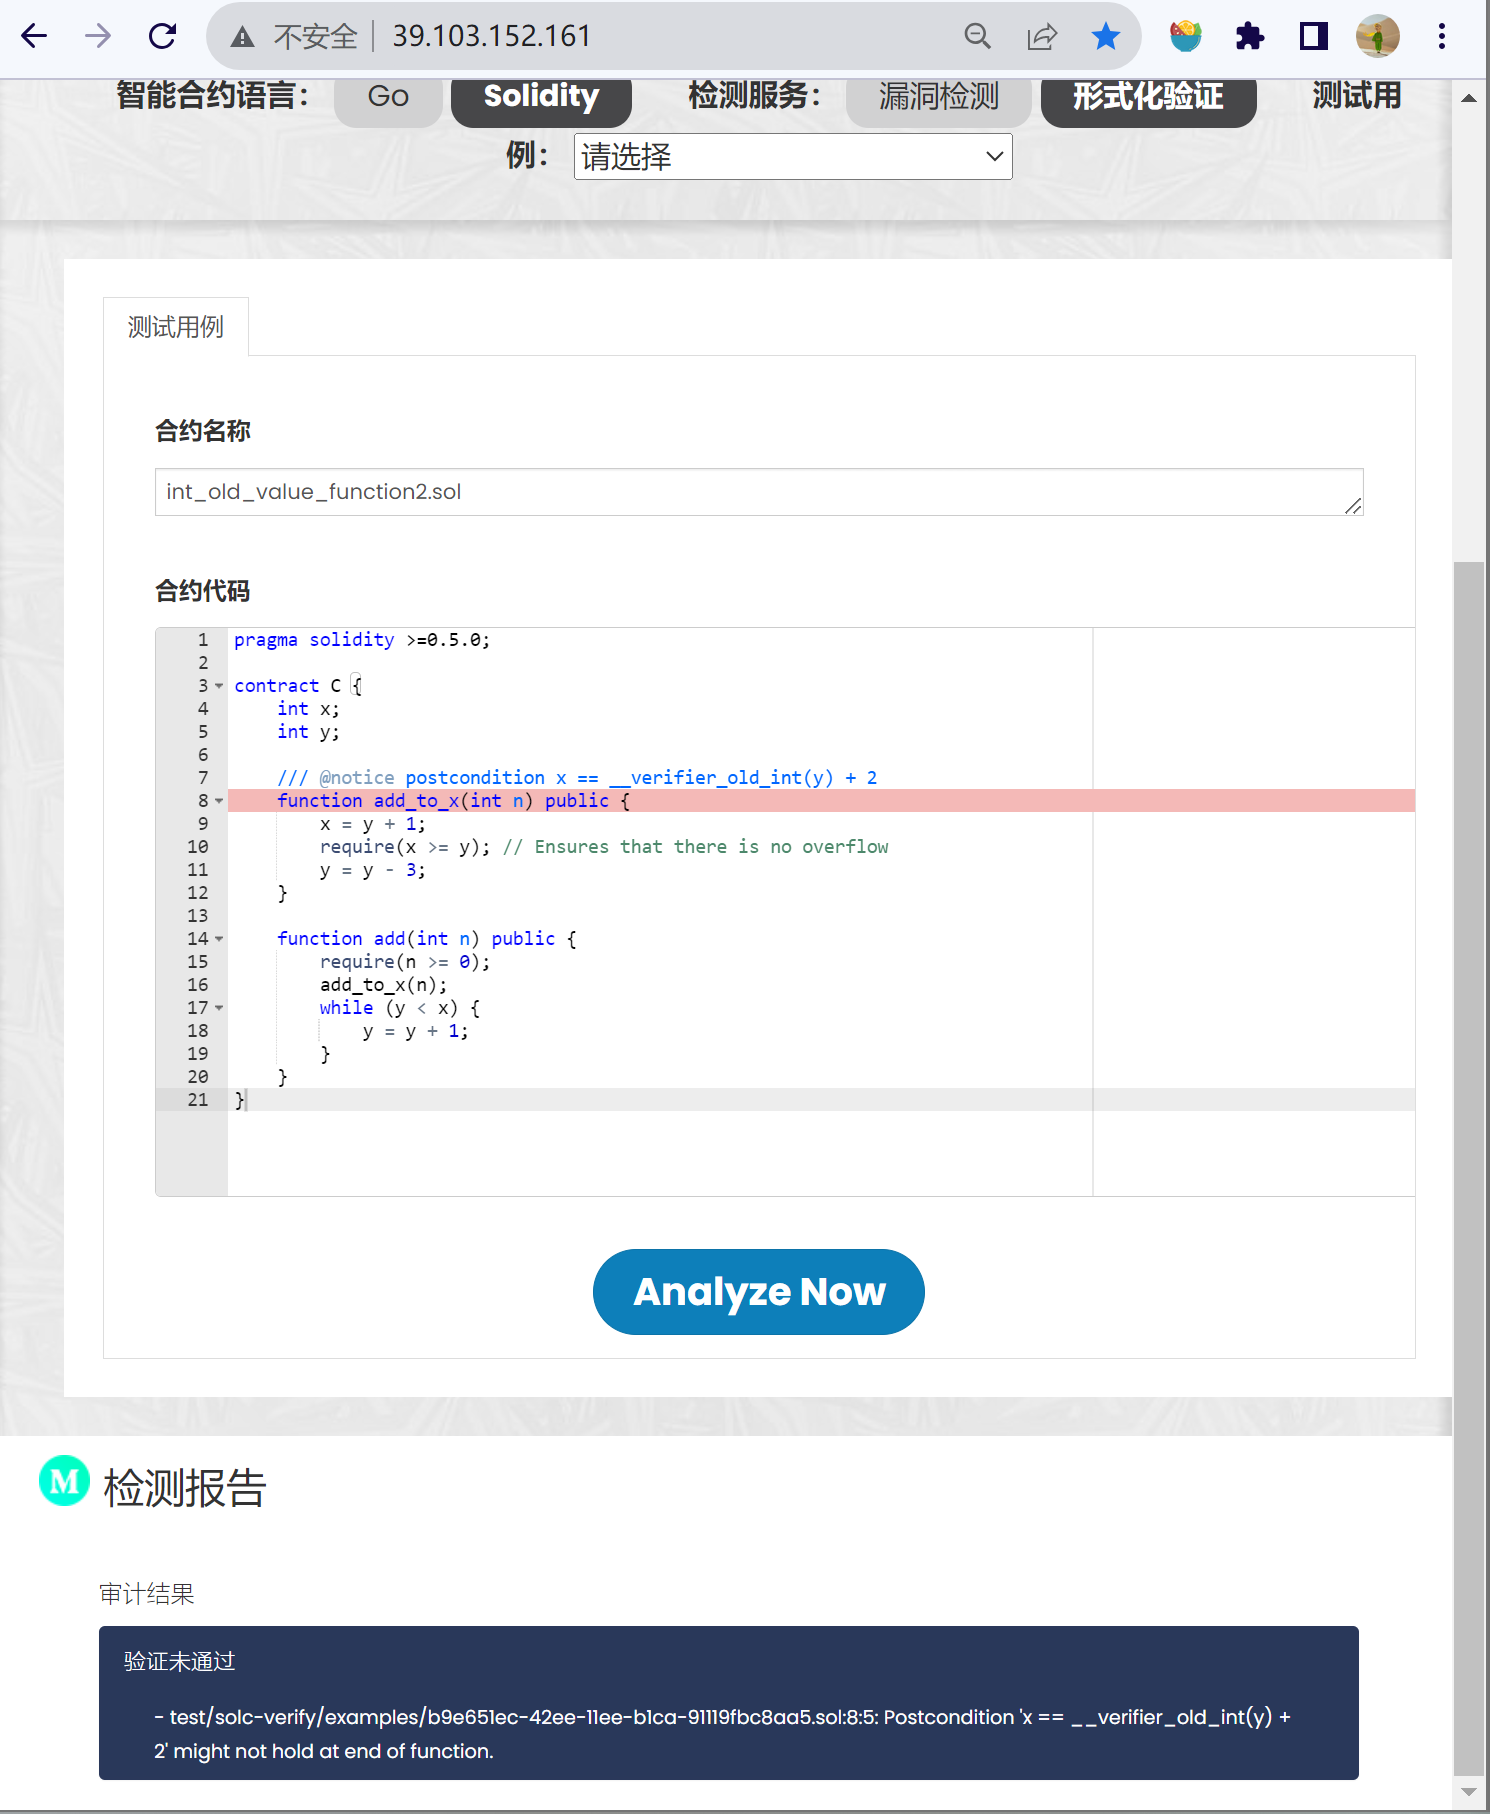 不安全 39.103.152.161
智能合约语言： Go Solidity 检测服务： 漏洞检测 形式化验证 测试用
例： 请选择
测试用例
合约名称
int_old_value_function2.sol
合约代码
1 pragma solidity >=0.5.0;
2
3 contract C {
4 int x;
5 int y;
6
7 /// @notice postcondition x == __verifier_old_int(y) + 2
8 function add_to_x(int n) public {
9 x = y + 1;
10 require(x >= y); // Ensures that there is no overflow
11 y = y - 3;
12 }
13
14 function add(int n) public {
15 require(n >= 0);
16 add_to_x(n);
17 while (y < x) {
18 y = y + 1;
19 }
20 }
21 }
Analyze Now
M 检测报告
审计结果
验证未通过
- test/solc-verify/examples/b9e651ec-42ee-11ee-b1ca-91119fbc8aa5.sol:8:5: Postcondition 'x == __verifier_old_int(y) +
2' might not hold at end of function.